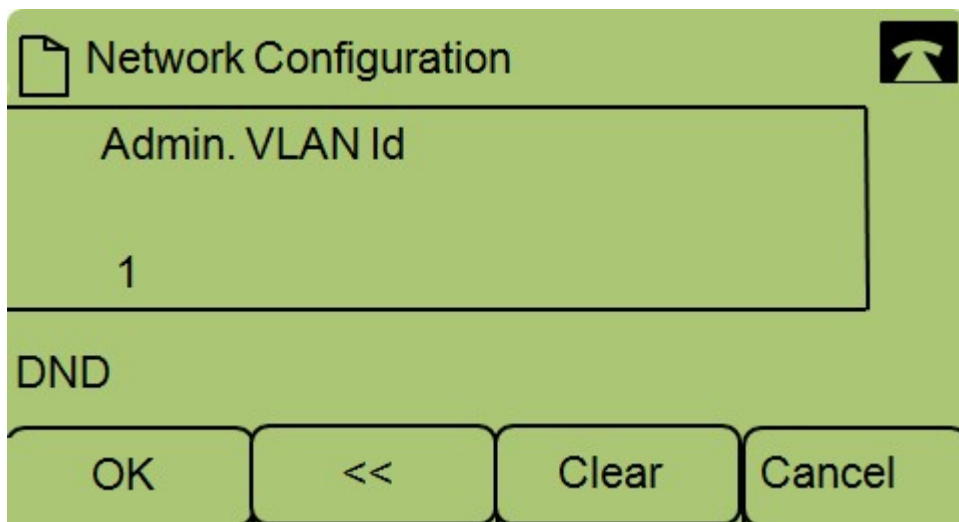 Network Configuration
Admin. VLAN Id
1
DND
OK << Clear Cancel